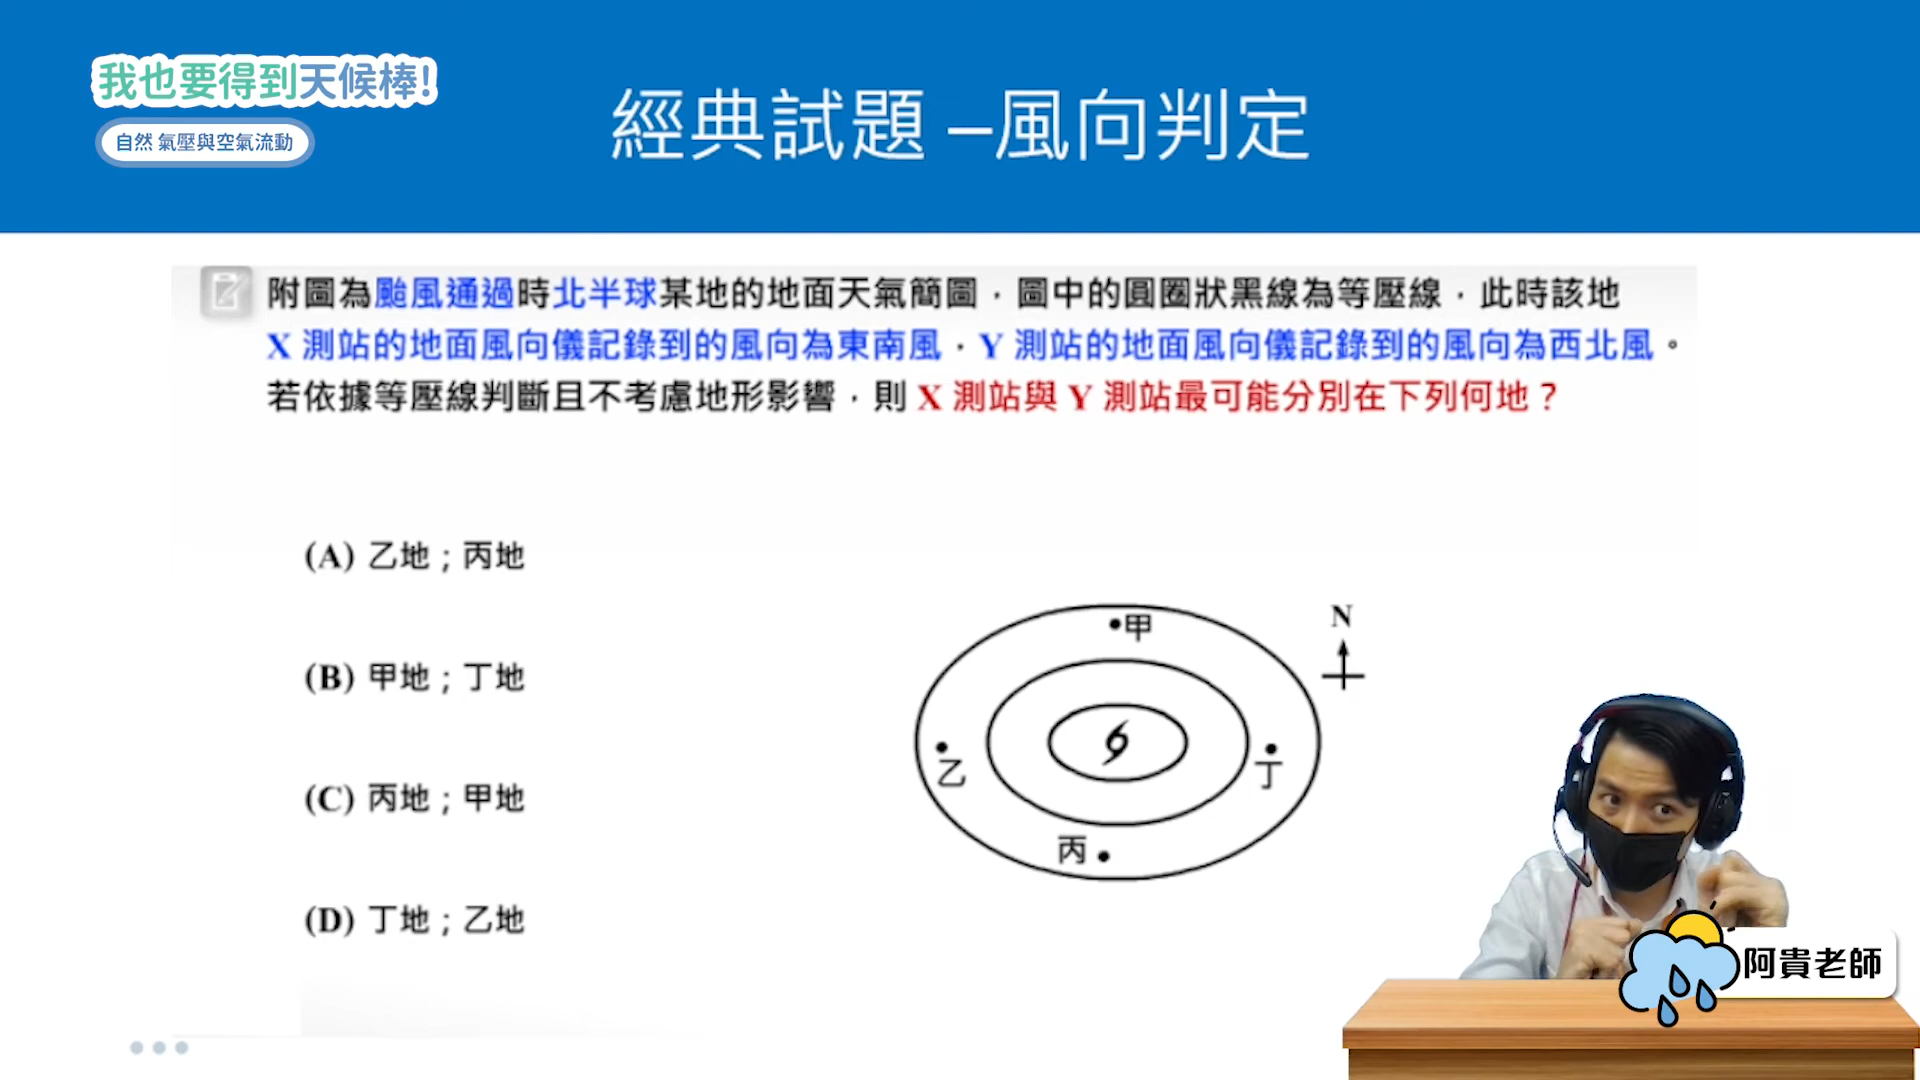 我也要得到天候棒!
自然 氣壓與空氣流動
經典試題 –風向判定
附圖為颱風通過時北半球某地的地面天氣簡圖，圖中的圓圈狀黑線為等壓線，此時該地
X 測站的地面風向儀記錄到的風向為東南風，Y 測站的地面風向儀記錄到的風向為西北風。
若依據等壓線判斷且不考慮地形影響，則 X 測站與 Y 測站最可能分別在下列何地？
(A) 乙地；丙地
(B) 甲地；丁地
(C) 丙地；甲地
(D) 丁地；乙地
甲
N
乙
丁
丙
阿貴老師